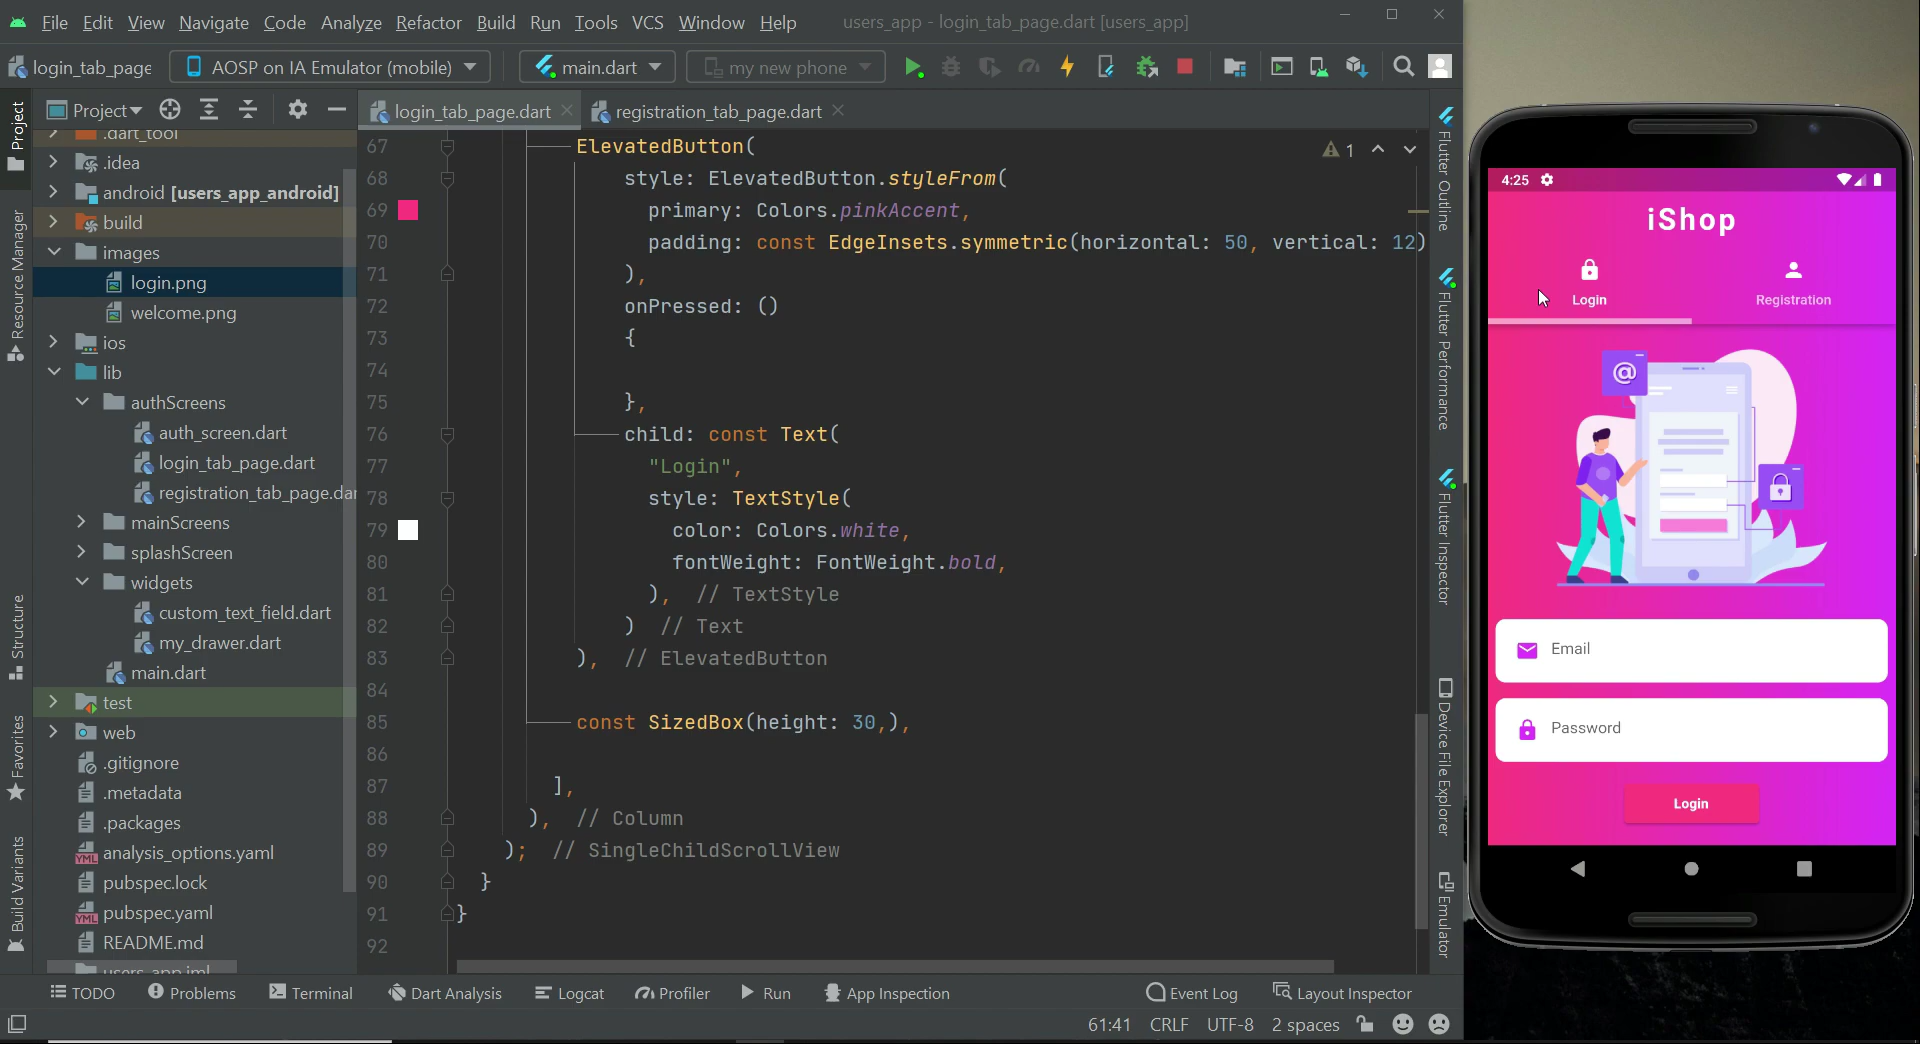 File Edit View Navigate Code Analyze Refactor Build Run Tools VCS Window Help users_app - login_tab_page.dart [users_app]
login_tab_page AOSP on IA Emulator (mobile) main.dart my new phone
Project login_tab_page.dart registration_tab_page.dart
Project
Resource Manager
Structure
Favorites
Build Variants
.dart_tool
.idea
android [users_app_android]
build
images
login.png
welcome.png
ios
lib
authScreens
auth_screen.dart
login_tab_page.dart
registration_tab_page.dar
mainScreens
splashScreen
widgets
custom_text_field.dart
my_drawer.dart
main.dart
test
web
.gitignore
.metadata
.packages
analysis_options.yaml
pubspec.lock
pubspec.yaml
README.md
users_app.iml
1
67 ElevatedButton(
68 style: ElevatedButton.styleFrom(
69 primary: Colors.pinkAccent,
70 padding: const EdgeInsets.symmetric(horizontal: 50, vertical: 12)
71 ),
72 onPressed: ()
73 {
74
75 },
76 child: const Text(
77 "Login",
78 style: TextStyle(
79 color: Colors.white,
80 fontWeight: FontWeight.bold,
81 ), // TextStyle
82 ) // Text
83 ), // ElevatedButton
84
85 const SizedBox(height: 30,),
86
87 ],
88 ), // Column
89 ); // SingleChildScrollView
90 }
91 }
92
Flutter Outline
Flutter Performance
Flutter Inspector
Device File Explorer
Emulator
TODO Problems Terminal Dart Analysis Logcat Profiler Run App Inspection Event Log Layout Inspector
61:41 CRLF UTF-8 2 spaces
4:25
iShop
Login Registration
@
Email
Password
Login